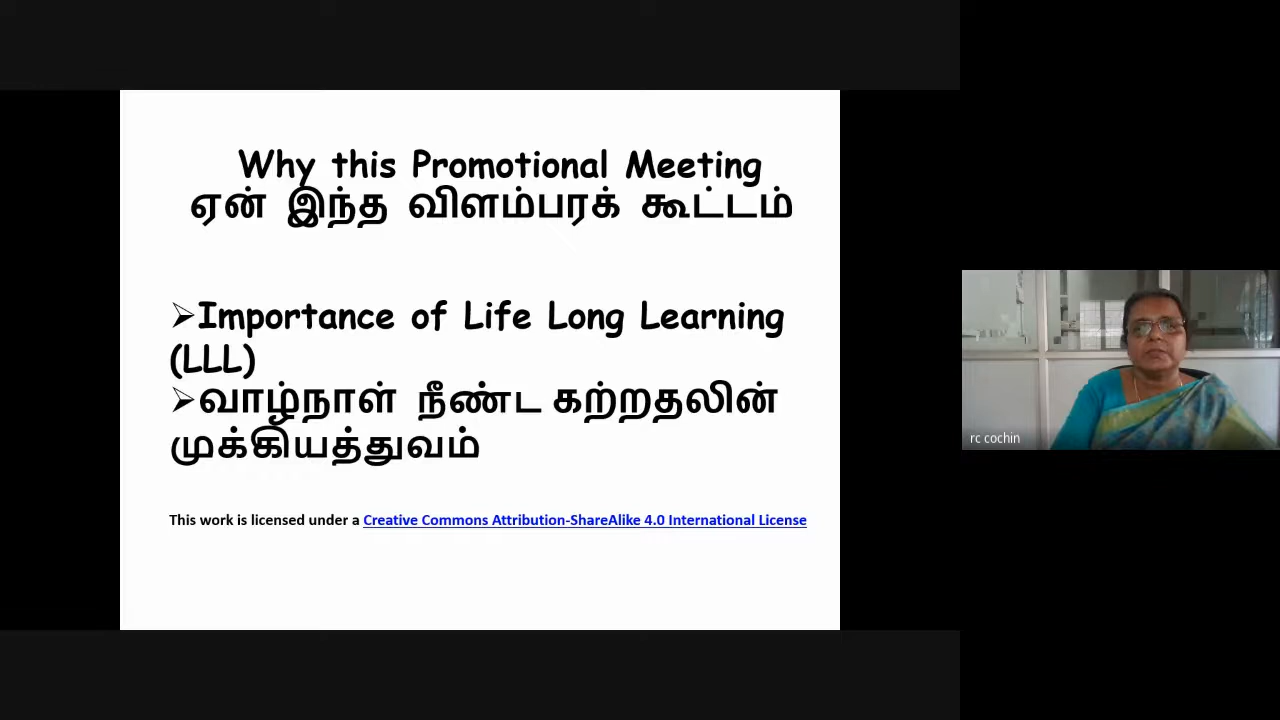 Why this Promotional Meeting
ஏன் இந்த விளம்பரக் கூட்டம்
➢Importance of Life Long Learning
(LLL)
➢வாழ்நாள் நீண்ட கற்றதலின்
முக்கியத்துவம்
This work is licensed under a Creative Commons Attribution-ShareAlike 4.0 International License
rc cochin